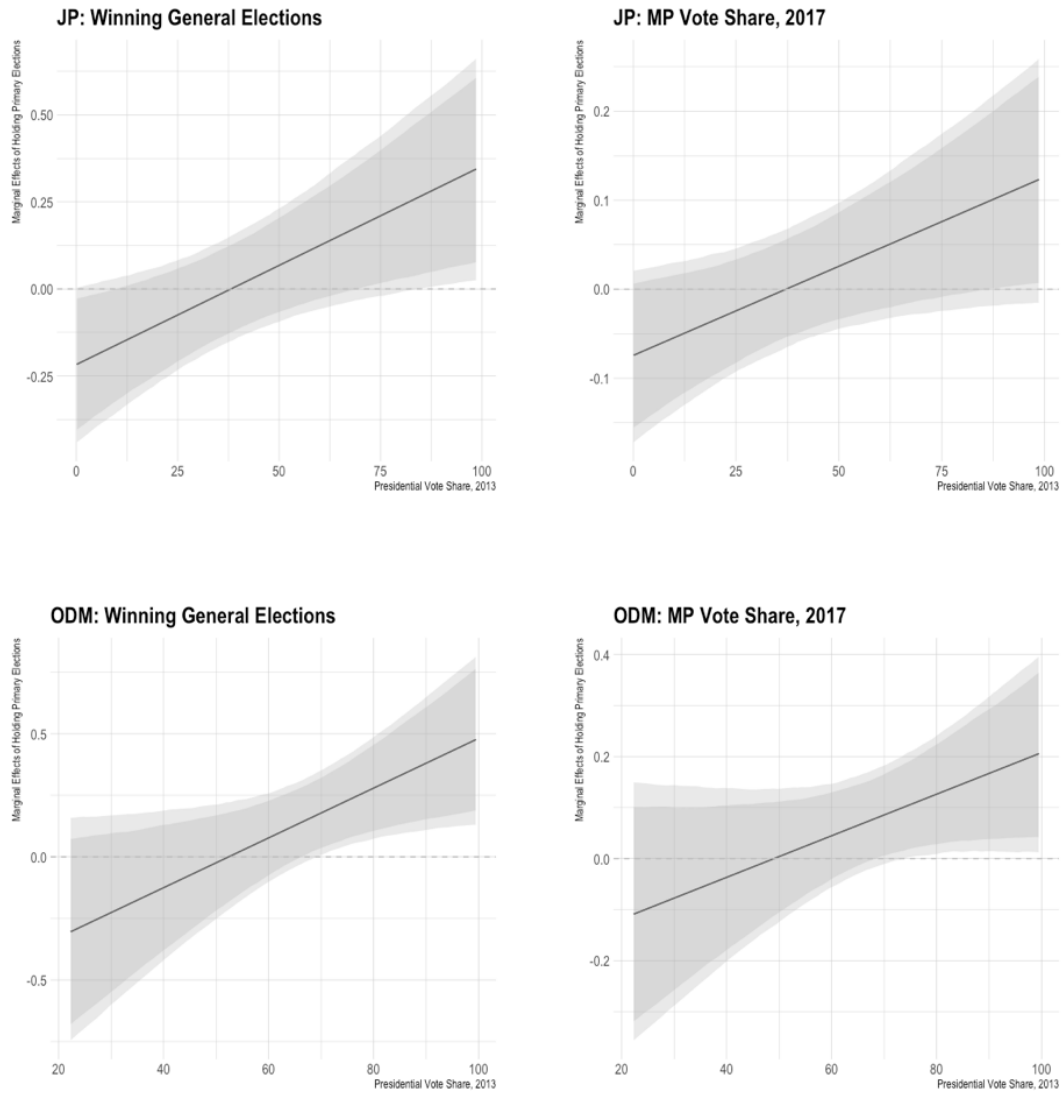 JP: Winning General Elections
Marginal Effects of Holding Primary Elections
0.50
0.25
0.00
-0.25
0
25
50
75
100
Presidential Vote Share, 2013
JP: MP Vote Share, 2017
Marginal Effects of Holding Primary Elections
0.2
0.1
0.0
-0.1
0
25
50
75
100
Presidential Vote Share, 2013
ODM: Winning General Elections
Marginal Effects of Holding Primary Elections
0.5
0.0
-0.5
20
40
60
80
100
Presidential Vote Share, 2013
ODM: MP Vote Share, 2017
Marginal Effects of Holding Primary Elections
0.4
0.2
0.0
-0.2
20
40
60
80
100
Presidential Vote Share, 2013